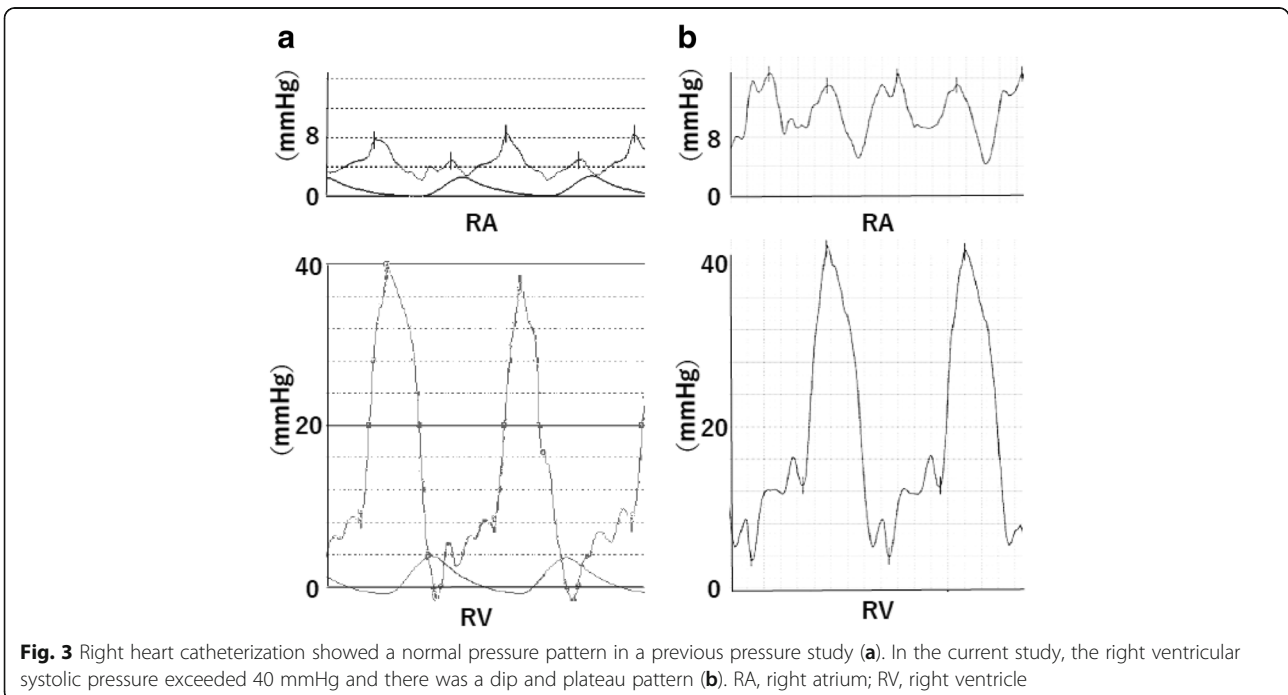 a
(mmHg)
8
0
RA
(mmHg)
40
20
0
RV
b
(mmHg)
8
0
RA
(mmHg)
40
20
0
RV
Fig. 3 Right heart catheterization showed a normal pressure pattern in a previous pressure study (a). In the current study, the right ventricular
systolic pressure exceeded 40 mmHg and there was a dip and plateau pattern (b). RA, right atrium; RV, right ventricle